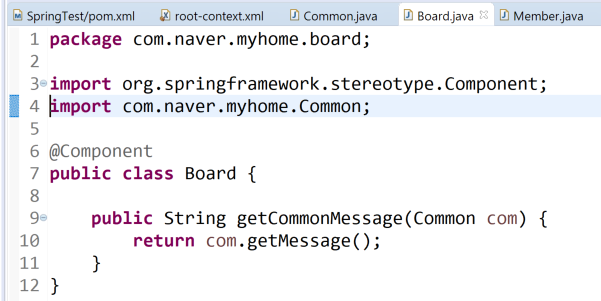 SpringTest/pom.xml root-context.xml Common.java Board.java Member.java
1 package com.naver.myhome.board;
2
3 import org.springframework.stereotype.Component;
4 import com.naver.myhome.Common;
5
6 @Component
7 public class Board {
8
9 public String getCommonMessage(Common com) {
10 return com.getMessage();
11 }
12 }